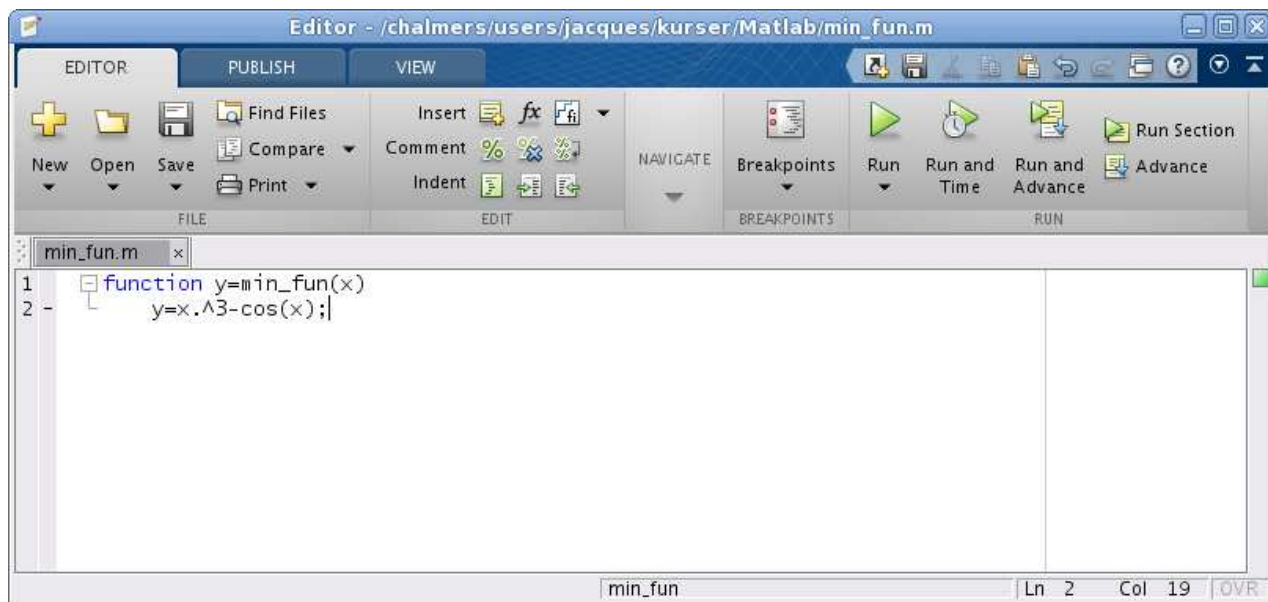 Editor - /chalmers/users/jacques/kurser/Matlab/min_fun.m
EDITOR PUBLISH VIEW
New
Open
Save
Find Files
Compare
Print
FILE
Insert fx fi
Comment
Indent
EDIT
NAVIGATE
Breakpoints
BREAKPOINTS
Run
Run and Time
Run and Advance
Run Section
Advance
RUN
min_fun.m
1 function y=min_fun(x)
2 - y=x.^3-cos(x);
min_fun Ln 2 Col 19 OVR